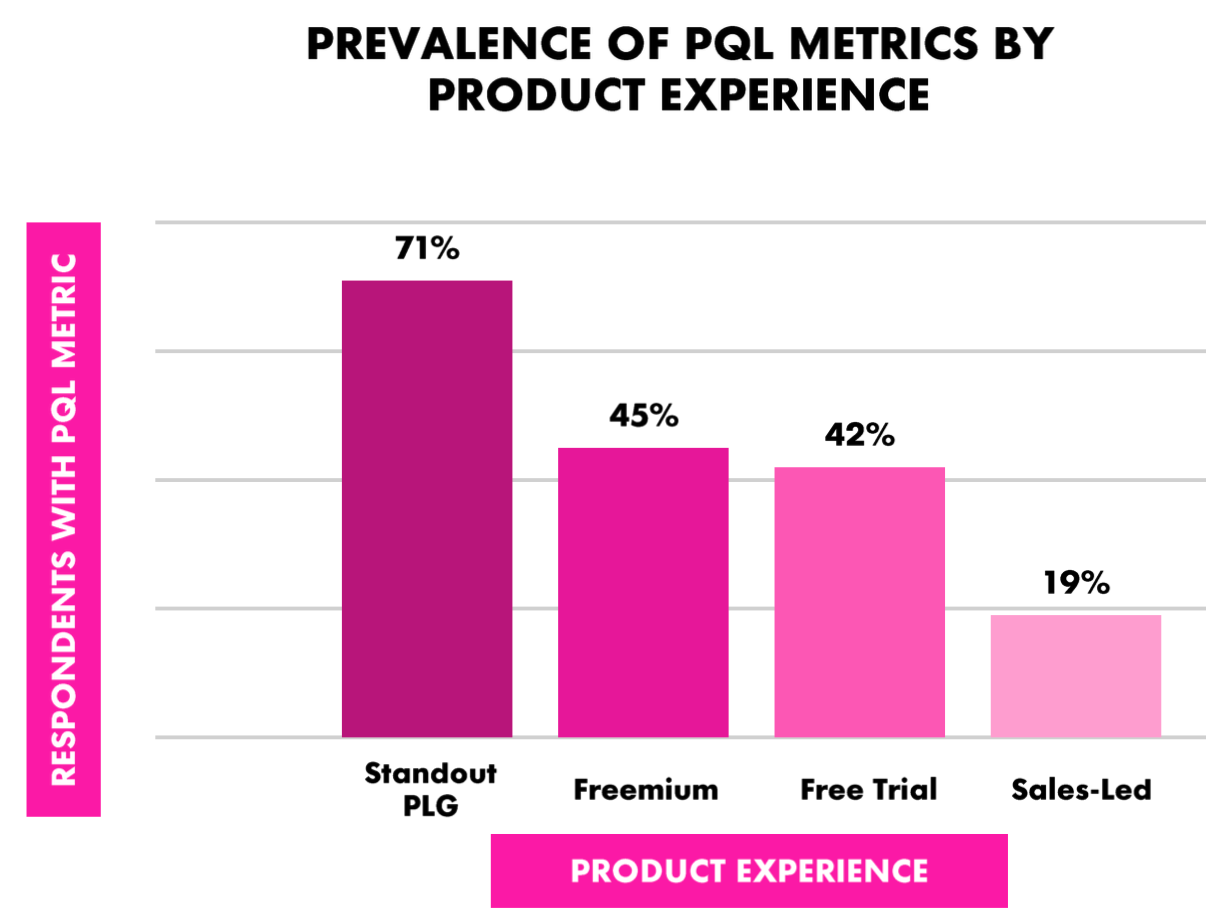 PREVALENCE OF PQL METRICS BY
PRODUCT EXPERIENCE
RESPONDENTS WITH PQL METRIC
71%
45%
42%
19%
Standout
PLG
Freemium
Free Trial
Sales-Led
PRODUCT EXPERIENCE